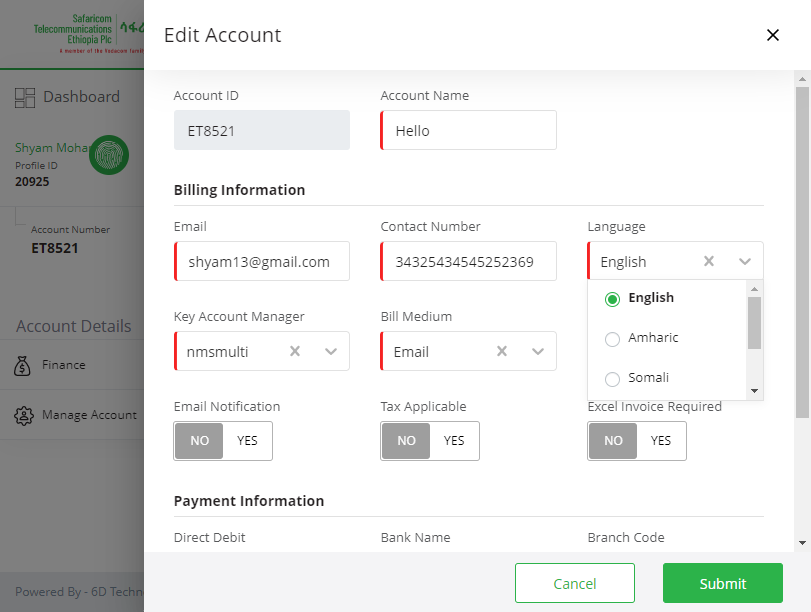 Safaricom
Telecommunications
Ethiopia Plc
A member of the Vodacom family
Edit Account
Dashboard
Shyam Mohan
Profile ID
20925
Account Number
ET8521
Account Details
Finance
Manage Account
Powered By - 6D Techn
Account ID
Account Name
ET8521
Hello
Billing Information
Email
Contact Number
Language
shyam13@gmail.com
34325434545252369
English
English
Amharic
Somali
Key Account Manager
Bill Medium
nmsmulti
Email
Email Notification
Tax Applicable
Excel Invoice Required
NO YES
NO YES
NO YES
Payment Information
Direct Debit
Bank Name
Branch Code
Cancel
Submit